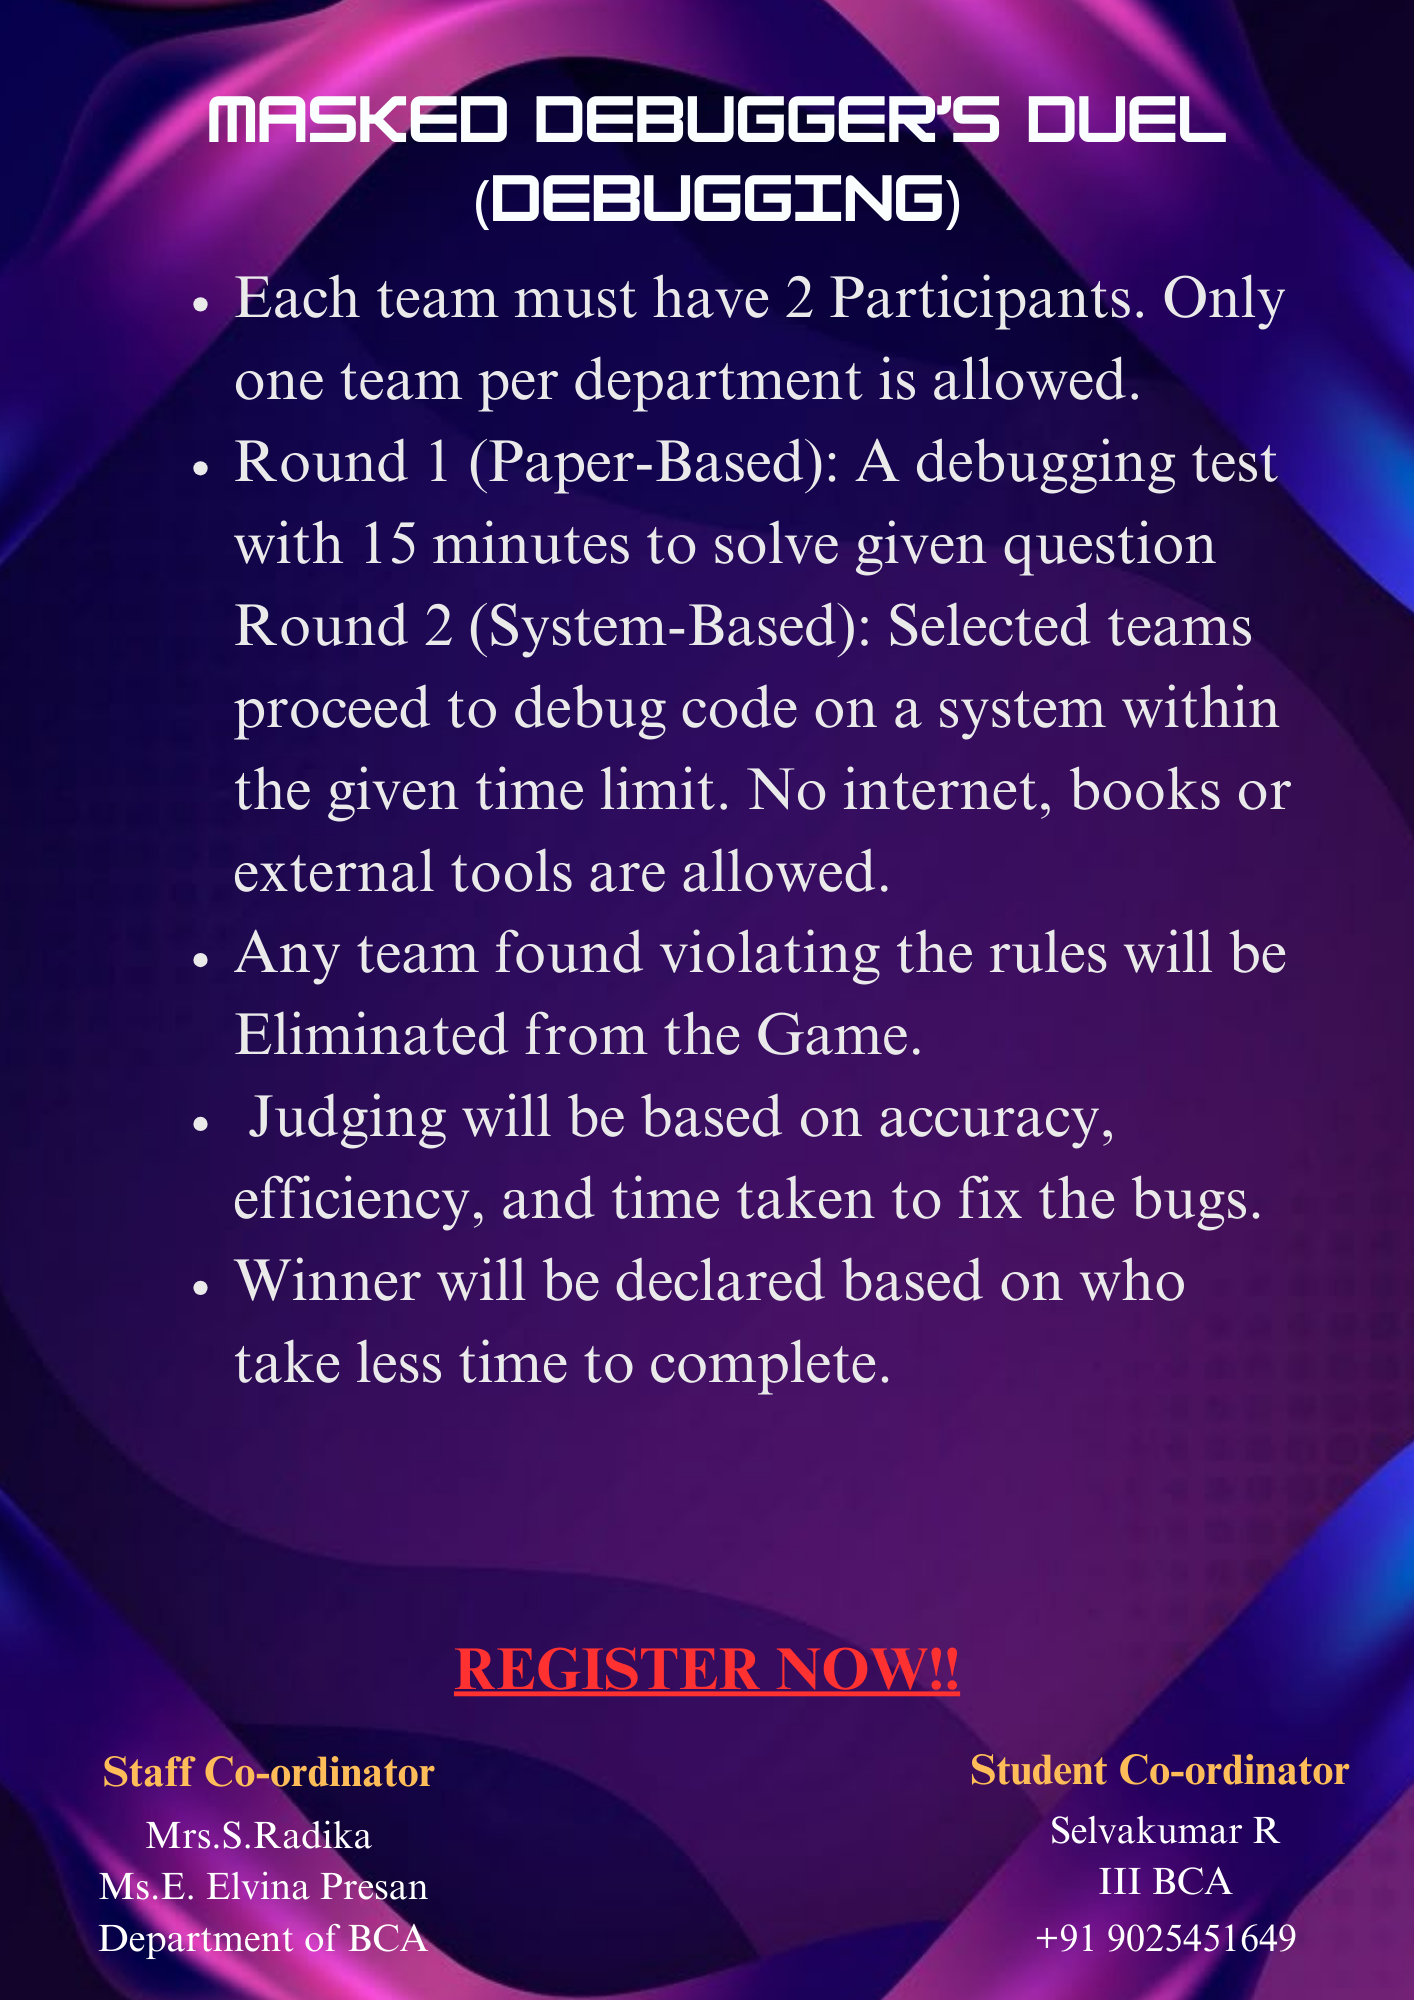 MASKED DEBUGGER'S DUEL
(DEBUGGING)
• Each team must have 2 Participants. Only
one team per department is allowed.
• Round 1 (Paper-Based): A debugging test
with 15 minutes to solve given question
Round 2 (System-Based): Selected teams
proceed to debug code on a system within
the given time limit. No internet, books or
external tools are allowed.
• Any team found violating the rules will be
Eliminated from the Game.
• Judging will be based on accuracy,
efficiency, and time taken to fix the bugs.
• Winner will be declared based on who
take less time to complete.
REGISTER NOW!!
Staff Co-ordinator
Mrs.S.Radika
Ms.E. Elvina Presan
Department of BCA
Student Co-ordinator
Selvakumar R
III BCA
+91 9025451649